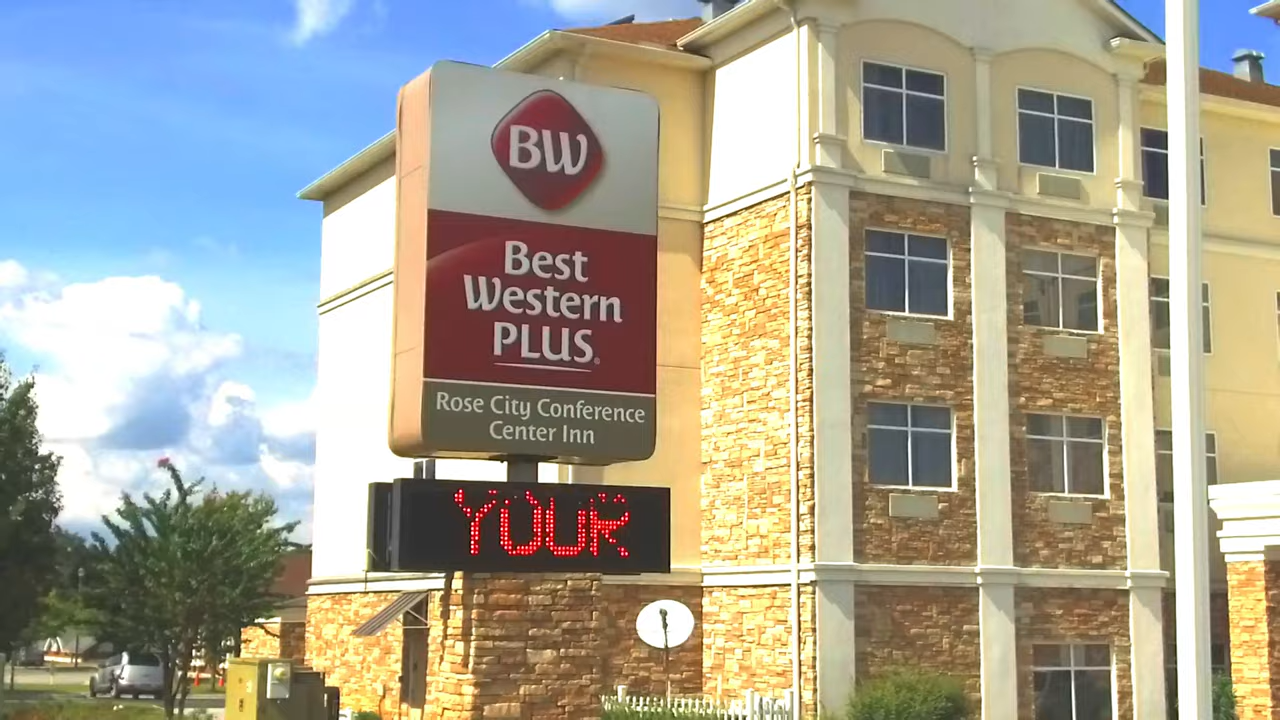 BW
Best
Western
PLUS.
Rose City Conference
Center Inn
YOUR